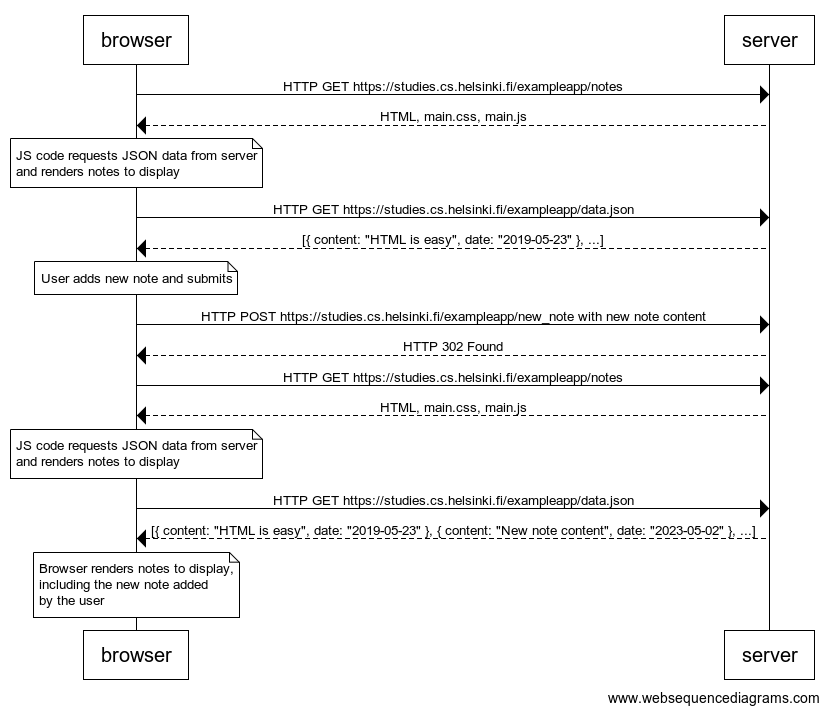 browser
server
HTTP GET https://studies.cs.helsinki.fi/exampleapp/notes
HTML, main.css, main.js
JS code requests JSON data from server
and renders notes to display
HTTP GET https://studies.cs.helsinki.fi/exampleapp/data.json
[{ content: "HTML is easy", date: "2019-05-23" }, ...]
User adds new note and submits
HTTP POST https://studies.cs.helsinki.fi/exampleapp/new_note with new note content
HTTP 302 Found
HTTP GET https://studies.cs.helsinki.fi/exampleapp/notes
HTML, main.css, main.js
JS code requests JSON data from server
and renders notes to display
HTTP GET https://studies.cs.helsinki.fi/exampleapp/data.json
[{ content: "HTML is easy", date: "2019-05-23" }, { content: "New note content", date: "2023-05-02" }, ...]
Browser renders notes to display,
including the new note added
by the user
browser
server
www.websequencediagrams.com